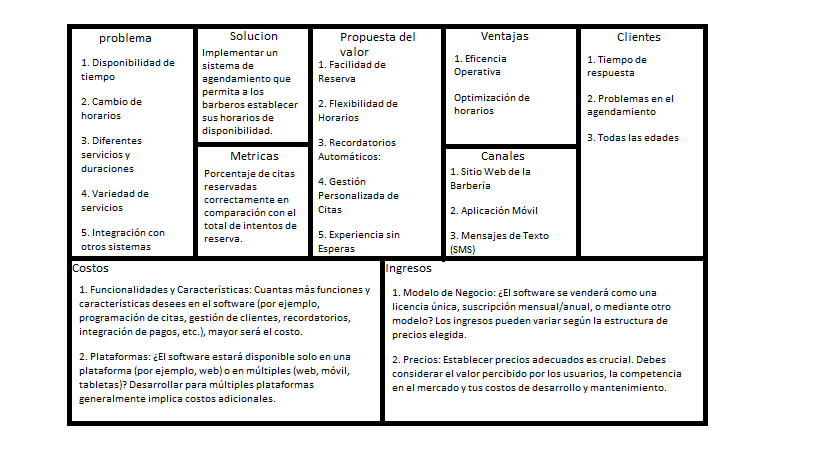 problema
1. Disponibilidad de
tiempo
2. Cambio de
horarios
3. Diferentes
servicios y
duraciones
4. Variedad de
servicios
5. Integración con
otros sistemas
Solucion
Implementar un
sistema de
agendamiento que
permita a los
barberos establecer
sus horarios de
disponibilidad.
Metricas
Porcentaje de citas
reservadas
correctamente en
comparación con el
total de intentos de
reserva.
Propuesta del
valor
1. Facilidad de
Reserva
2. Flexibilidad de
Horarios
3. Recordatorios
Automáticos:
4. Gestión
Personalizada de
Citas
5. Experiencia sin
Esperas
Ventajas
1. Eficencia
Operativa
Optimización de
horarios
Canales
1. Sitio Web de la
Barbería
2. Aplicación Móvil
3. Mensajes de Texto
(SMS)
Clientes
1. Tiempo de
respuesta
2. Problemas en el
agendamiento
3. Todas las edades
Costos
1. Funcionalidades y Características: Cuantas más funciones y
características desees en el software (por ejemplo,
programación de citas, gestión de clientes, recordatorios,
integración de pagos, etc.), mayor será el costo.
2. Plataformas: ¿El software estará disponible solo en una
plataforma (por ejemplo, web) o en múltiples (web, móvil,
tabletas)? Desarrollar para múltiples plataformas
generalmente implica costos adicionales.
Ingresos
1. Modelo de Negocio: ¿El software se venderá como una
licencia única, suscripción mensual/anual, o mediante otro
modelo? Los ingresos pueden variar según la estructura de
precios elegida.
2. Precios: Establecer precios adecuados es crucial. Debes
considerar el valor percibido por los usuarios, la competencia
en el mercado y tus costos de desarrollo y mantenimiento.